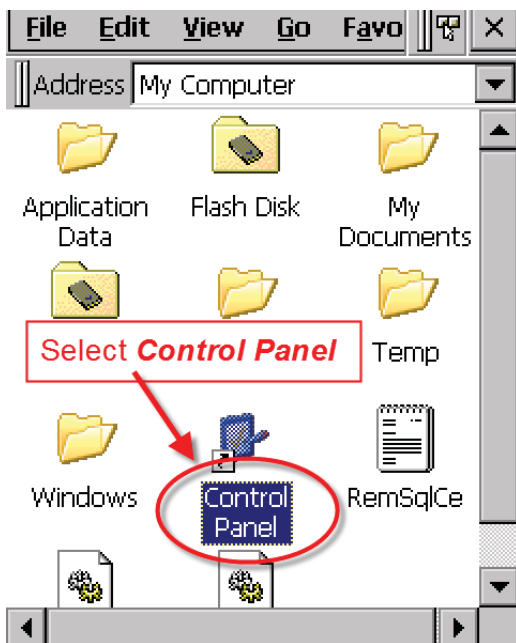 File Edit View Go Favo
Address My Computer
Application Data
Flash Disk
My Documents
Select Control Panel
Temp
Windows
Control Panel
RemSqlCe